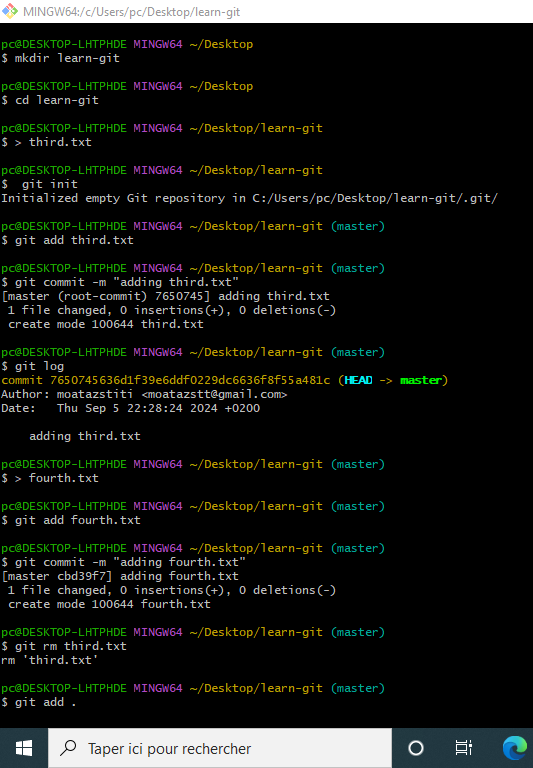 MINGW64:/c/Users/pc/Desktop/learn-git
pc@DESKTOP-LHTPHDE MINGW64 ~/Desktop
$ mkdir learn-git
pc@DESKTOP-LHTPHDE MINGW64 ~/Desktop
$ cd learn-git
pc@DESKTOP-LHTPHDE MINGW64 ~/Desktop/learn-git
$ > third.txt
pc@DESKTOP-LHTPHDE MINGW64 ~/Desktop/learn-git
$  git init
Initialized empty Git repository in C:/Users/pc/Desktop/learn-git/.git/
pc@DESKTOP-LHTPHDE MINGW64 ~/Desktop/learn-git (master)
$ git add third.txt
pc@DESKTOP-LHTPHDE MINGW64 ~/Desktop/learn-git (master)
$ git commit -m "adding third.txt"
[master (root-commit) 7650745] adding third.txt
 1 file changed, 0 insertions(+), 0 deletions(-)
 create mode 100644 third.txt
pc@DESKTOP-LHTPHDE MINGW64 ~/Desktop/learn-git (master)
$ git log
commit 7650745636d1f39e6ddf0229dc6636f8f55a481c (HEAD -> master)
Author: moatazstiti <moatazstt@gmail.com>
Date:   Thu Sep 5 22:28:24 2024 +0200
    adding third.txt
pc@DESKTOP-LHTPHDE MINGW64 ~/Desktop/learn-git (master)
$ > fourth.txt
pc@DESKTOP-LHTPHDE MINGW64 ~/Desktop/learn-git (master)
$ git add fourth.txt
pc@DESKTOP-LHTPHDE MINGW64 ~/Desktop/learn-git (master)
$ git commit -m "adding fourth.txt"
[master cbd39f7] adding fourth.txt
 1 file changed, 0 insertions(+), 0 deletions(-)
 create mode 100644 fourth.txt
pc@DESKTOP-LHTPHDE MINGW64 ~/Desktop/learn-git (master)
$ git rm third.txt
rm 'third.txt'
pc@DESKTOP-LHTPHDE MINGW64 ~/Desktop/learn-git (master)
$ git add .
Taper ici pour rechercher